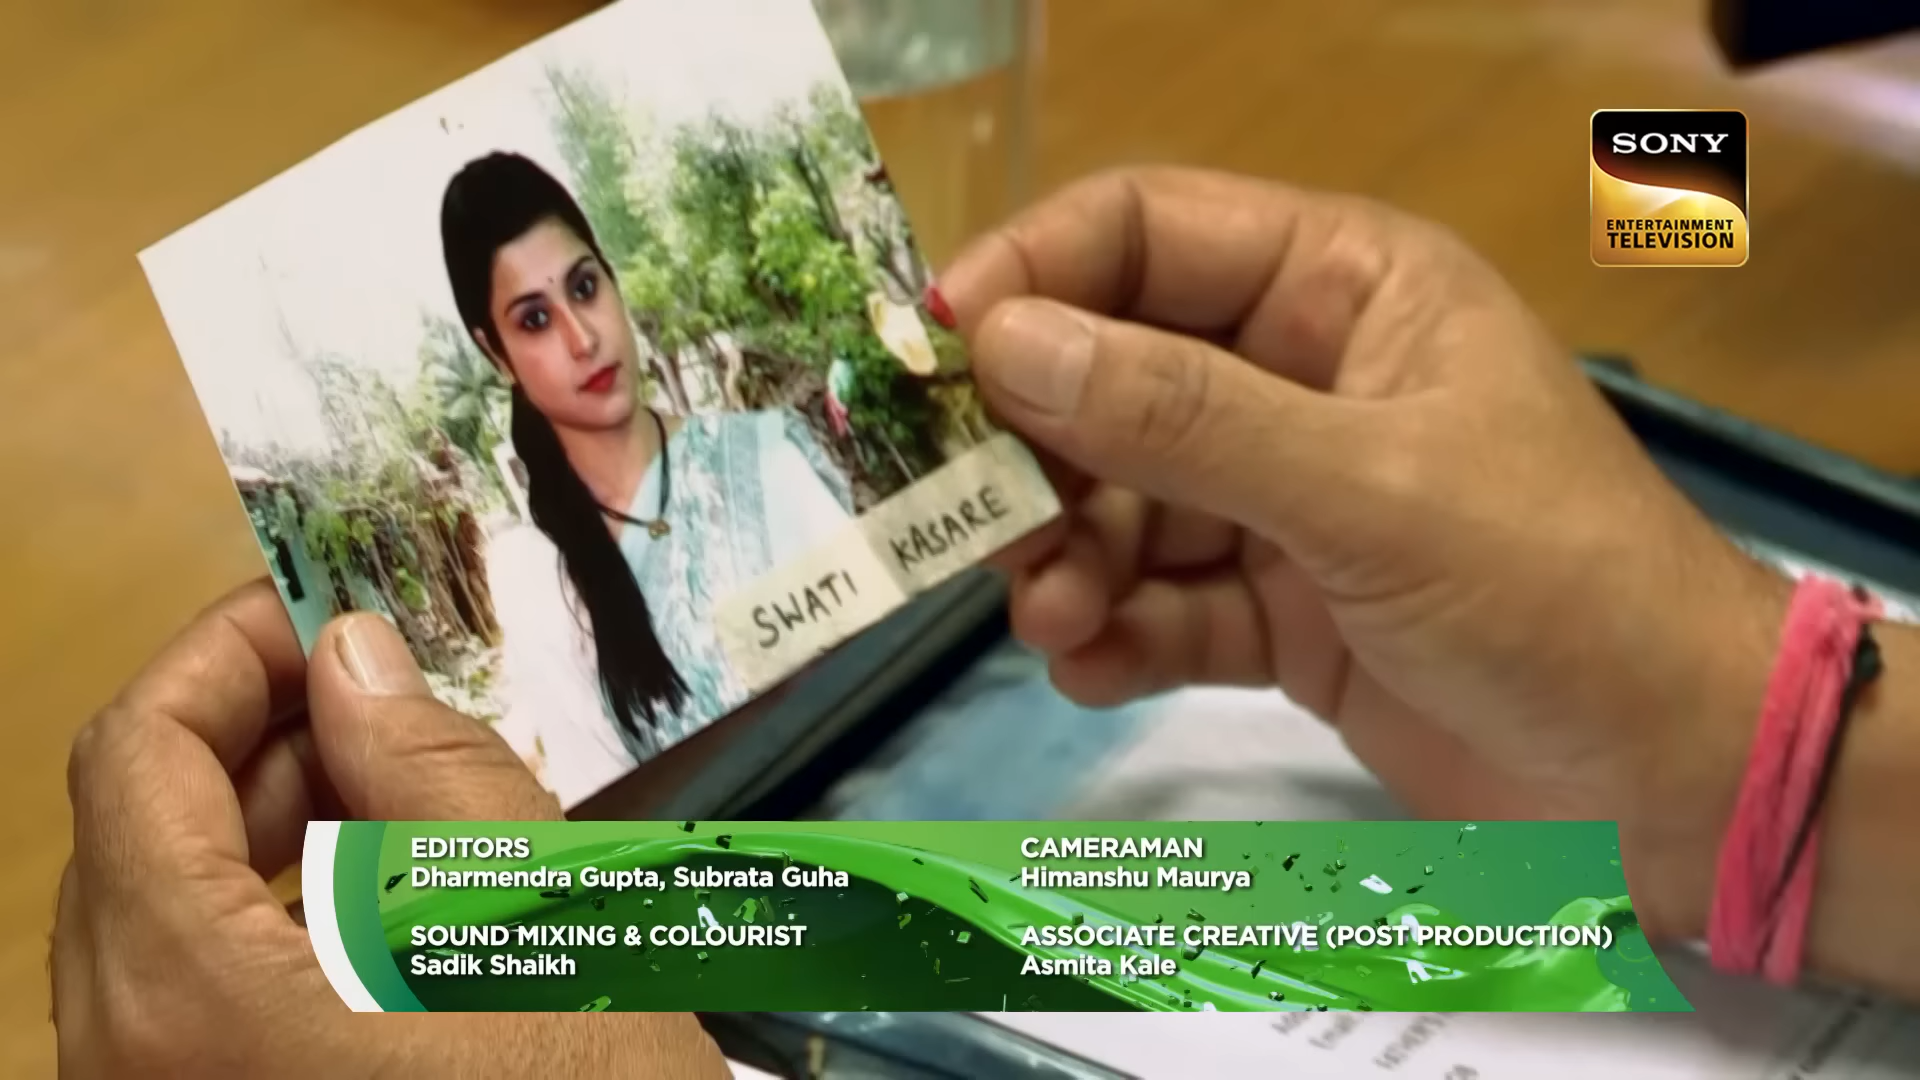 SONY
ENTERTAINMENT
TELEVISION
SWATI KASARE
EDITORS
Dharmendra Gupta, Subrata Guha
SOUND MIXING & COLOURIST
Sadik Shaikh
CAMERAMAN
Himanshu Maurya
ASSOCIATE CREATIVE (POST PRODUCTION)
Asmita Kale